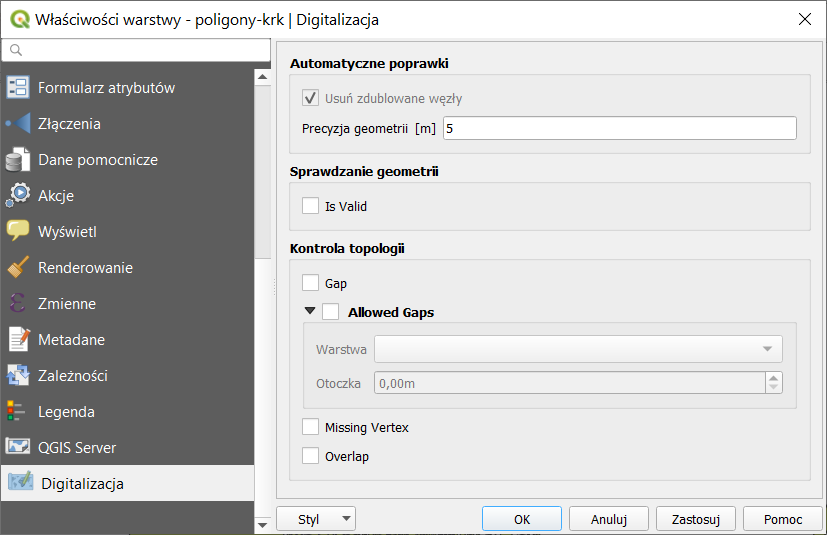 Właściwości warstwy - poligony-krk | Digitalizacja
Formularz atrybutów
Złączenia
Dane pomocnicze
Akcje
Wyświetl
Renderowanie
Zmienne
Metadane
Zależności
Legenda
QGIS Server
Digitalizacja
Automatyczne poprawki
Usuń zdublowane węzły
Precyzja geometrii [m] 5
Sprawdzanie geometrii
Is Valid
Kontrola topologii
Gap
Allowed Gaps
Warstwa
Otoczka 0,00m
Missing Vertex
Overlap
Styl OK Anuluj Zastosuj Pomoc